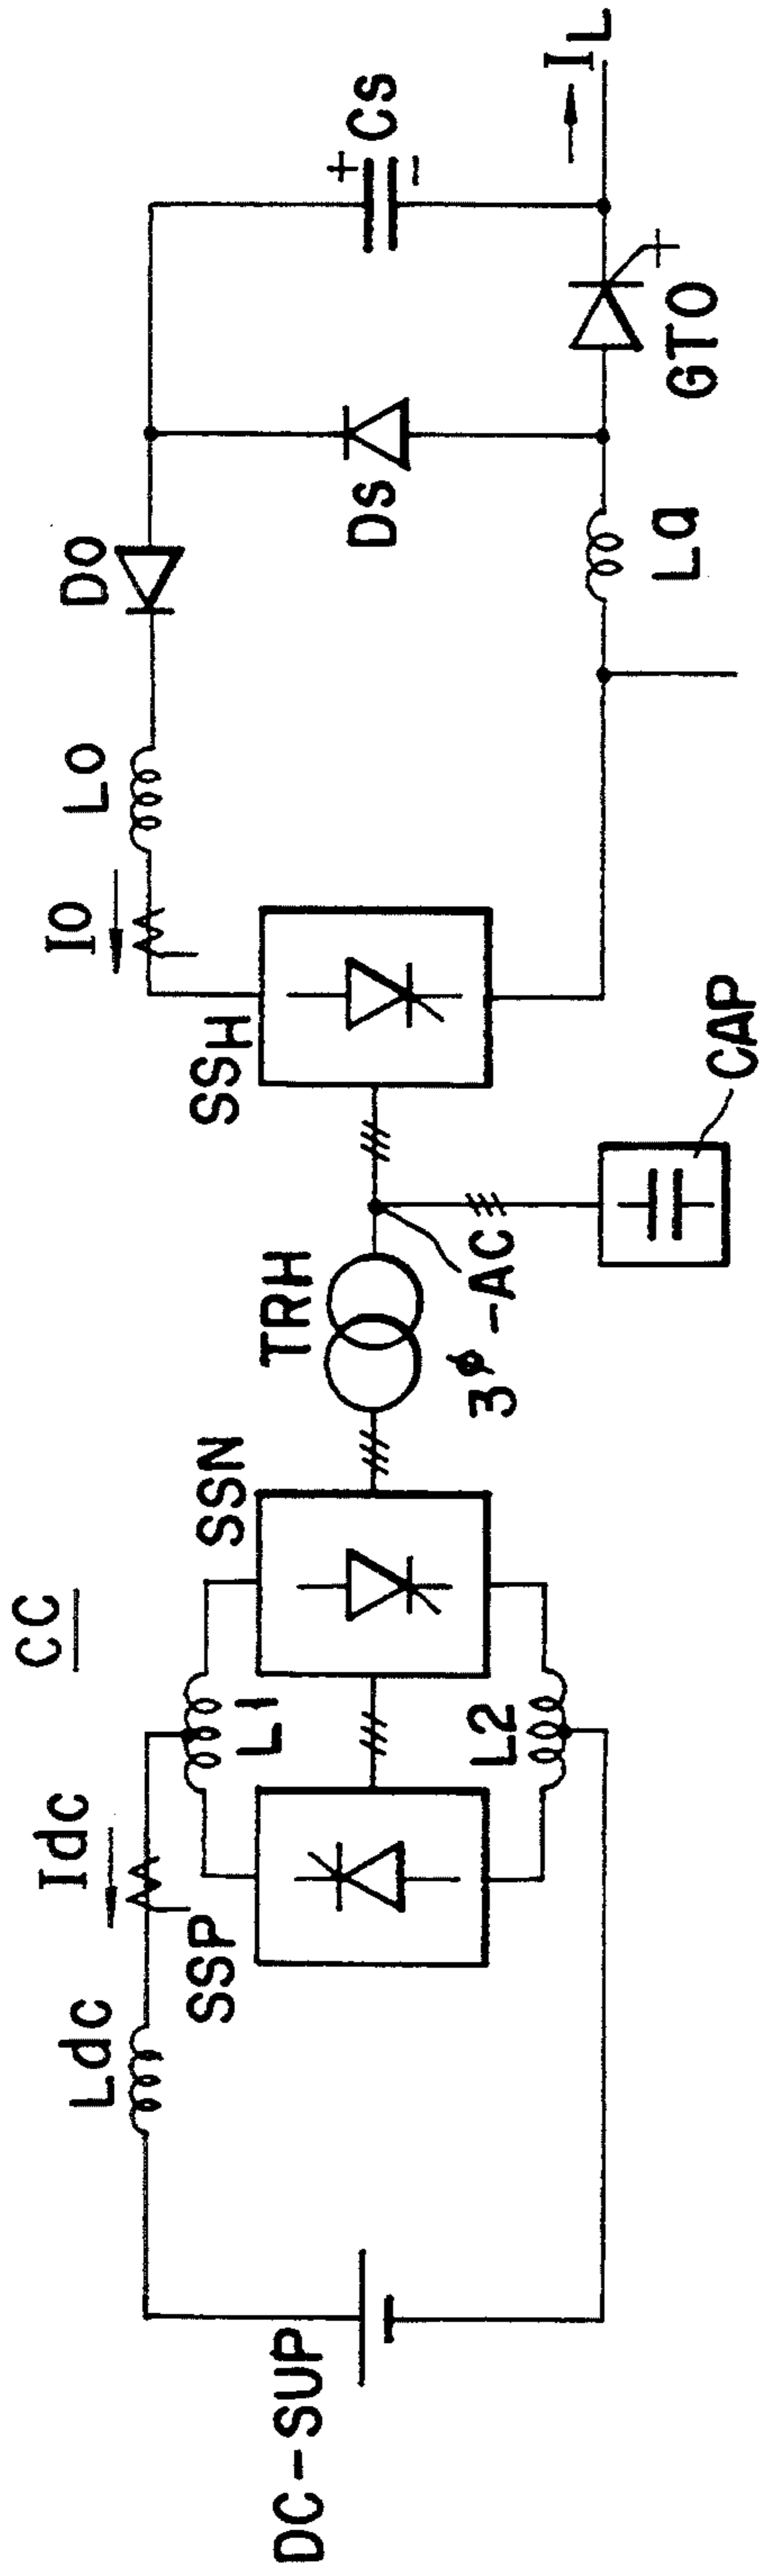 CC
DC-SUP
Ldc
Idc
SSP
L1
L2
SSN
TRH
3φ-AC
CAP
SSH
IO
LO
DO
DS
La
GTO
+
CS
+
−
IL